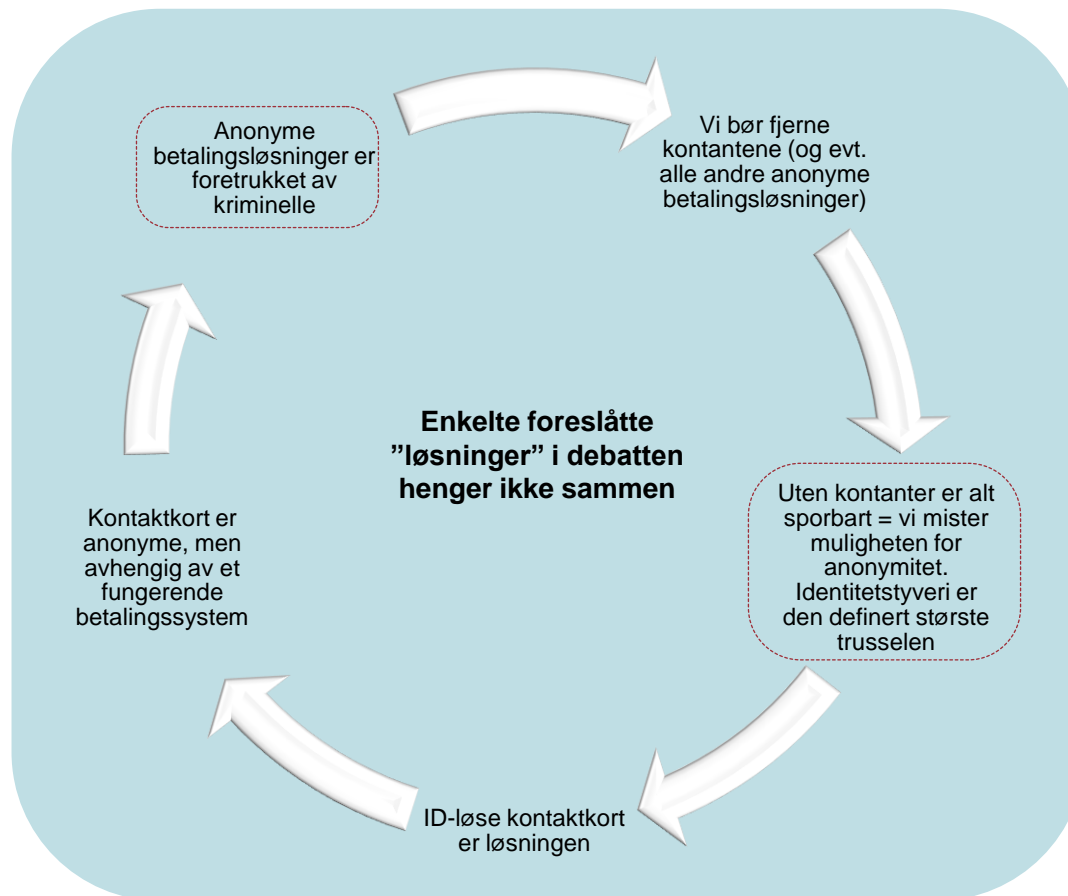 Anonyme
betalingsløsninger er
foretrukket av
kriminelle
Vi bør fjerne
kontantene (og evt.
alle andre anonyme
betalingsløsninger)
Uten kontanter er alt
sporbart = vi mister
muligheten for
anonymitet.
Identitetstyveri er
den definert største
trusselen
ID-løse kontaktkort
er løsningen
Kontaktkort er
anonyme, men
avhengig av et
fungerende
betalingssystem
Enkelte foreslåtte
”løsninger” i debatten
henger ikke sammen